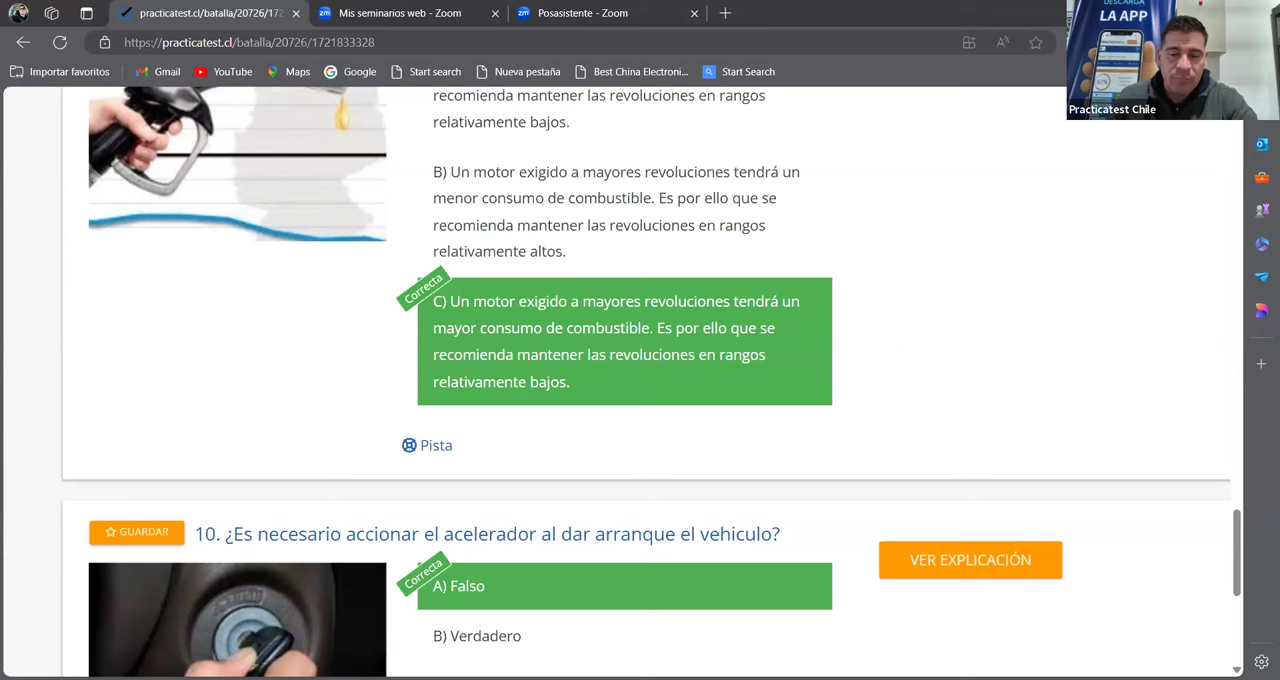 practicatest.cl/batalla/20726/172
Mis seminarios web - Zoom
Posasistente - Zoom
https://practicatest.cl/batalla/20726/1721833328
Importar favoritos
Gmail
YouTube
Maps
Google
Start search
Nueva pestaña
Best China Electroni...
Start Search
DESCARGA
LA APP
Practicatest Chile
recomienda mantener las revoluciones en rangos
relativamente bajos.
B) Un motor exigido a mayores revoluciones tendrá un
menor consumo de combustible. Es por ello que se
recomienda mantener las revoluciones en rangos
relativamente altos.
Correcta
C) Un motor exigido a mayores revoluciones tendrá un
mayor consumo de combustible. Es por ello que se
recomienda mantener las revoluciones en rangos
relativamente bajos.
Pista
GUARDAR
10. ¿Es necesario accionar el acelerador al dar arranque el vehiculo?
VER EXPLICACIÓN
Correcta
A) Falso
B) Verdadero